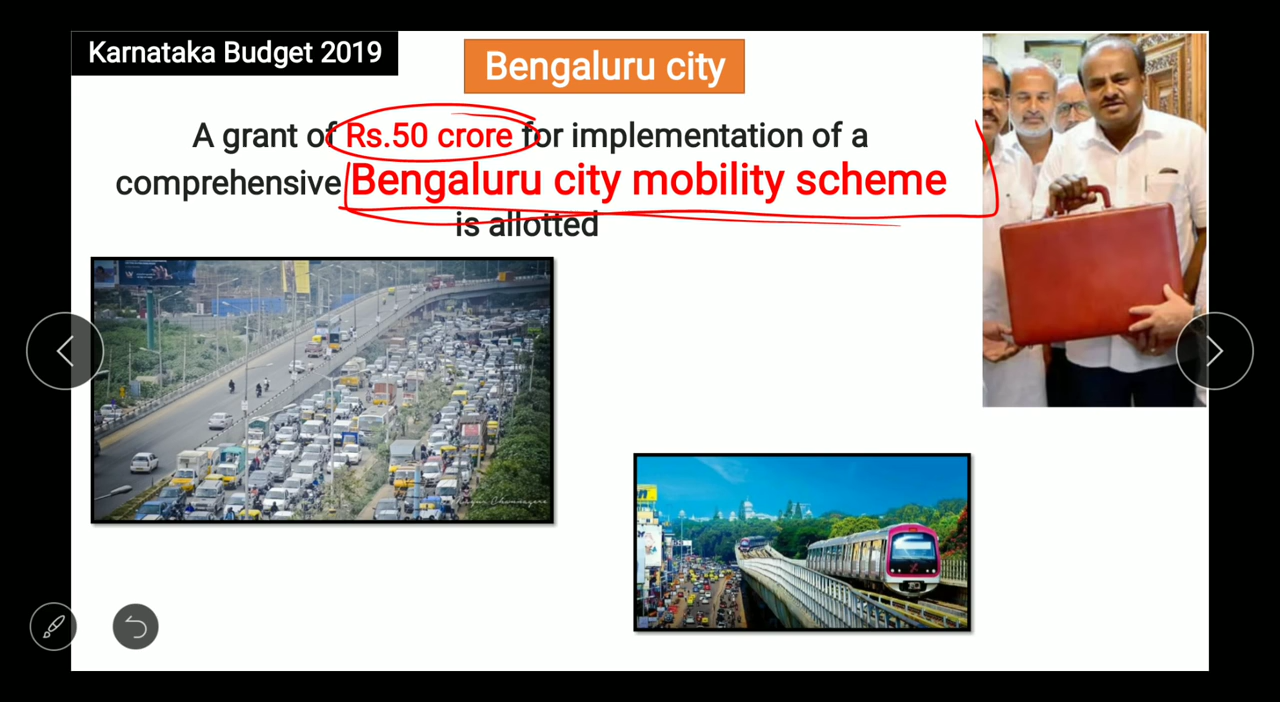 Karnataka Budget 2019
Bengaluru city
A grant of Rs.50 crore for implementation of a
comprehensive Bengaluru city mobility scheme
is allotted